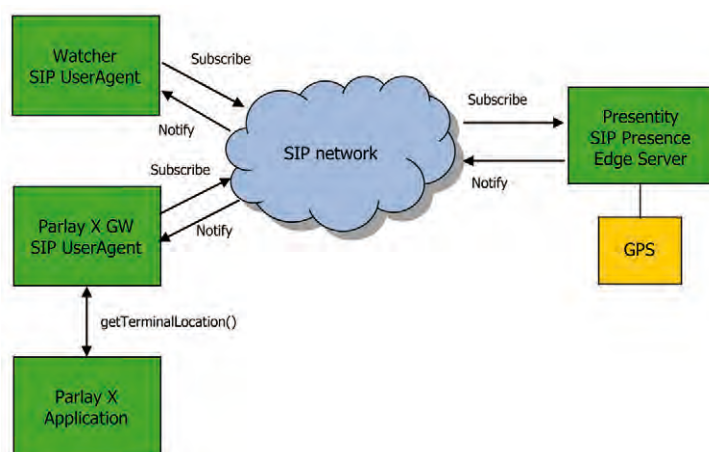 Watcher
SIP UserAgent
Subscribe
Notify
Subscribe
Notify
SIP network
Subscribe
Notify
Presentity
SIP Presence
Edge Server
GPS
Parlay X GW
SIP UserAgent
getTerminalLocation()
Parlay X
Application